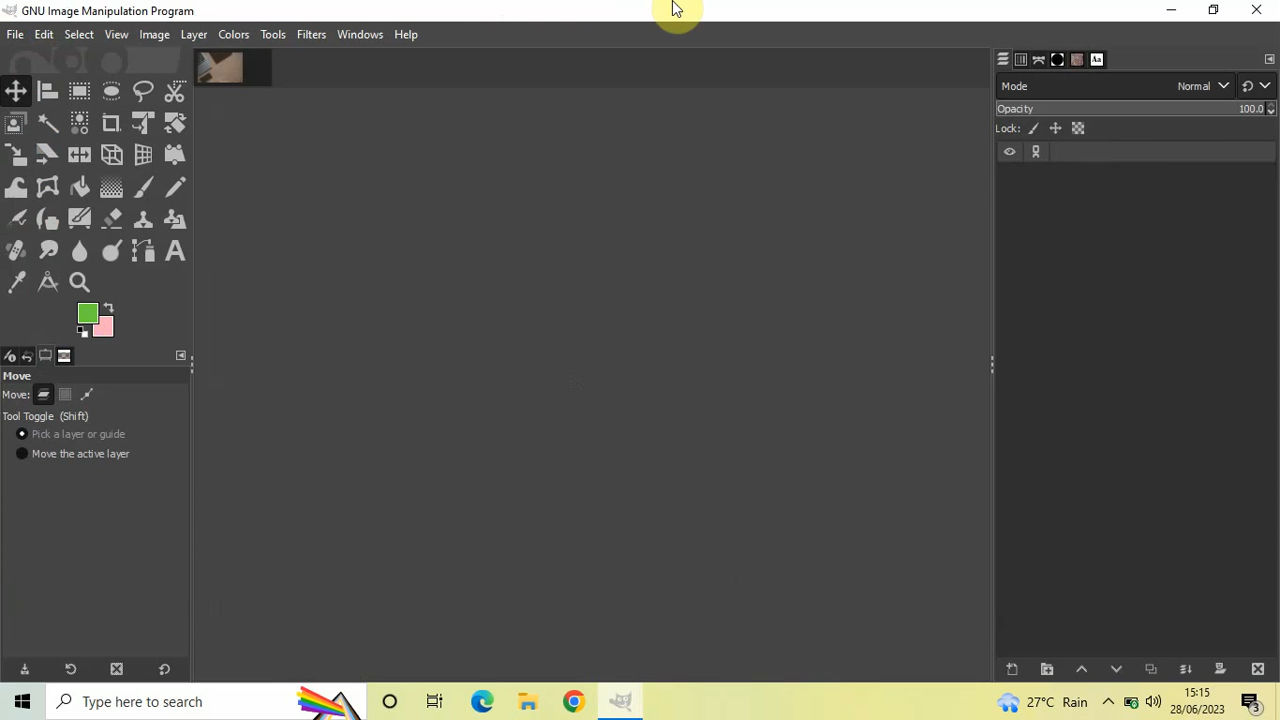 GNU Image Manipulation Program
File Edit Select View Image Layer Colors Tools Filters Windows Help
Aa
Mode Normal
Opacity 100.0
Lock:
A
Move
Move:
Tool Toggle (Shift)
Pick a layer or guide
Move the active layer
Type here to search
27°C Rain
15:15
28/06/2023
3